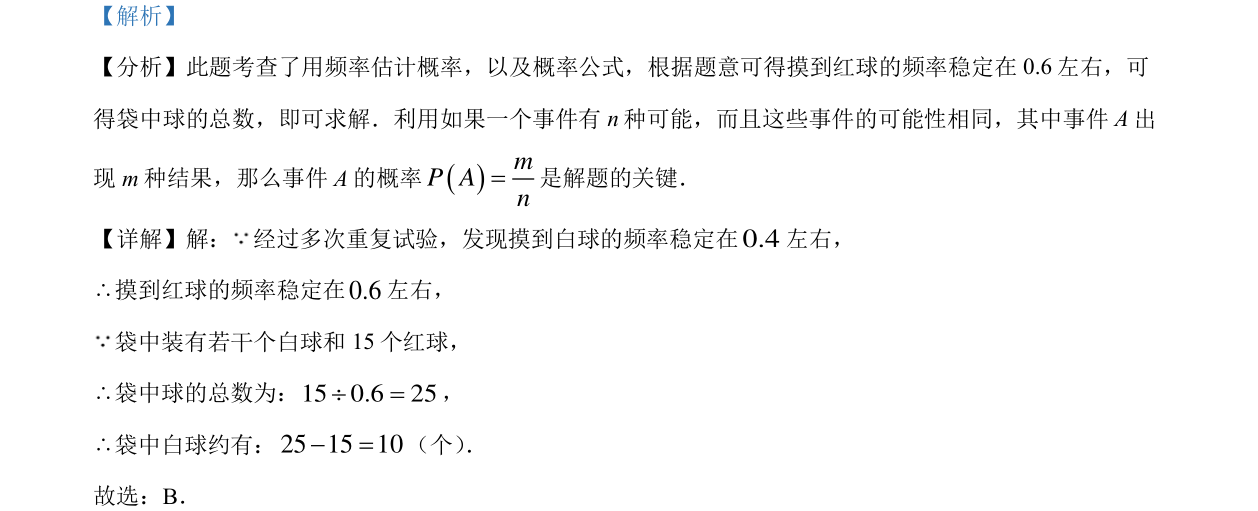 【解析】
【分析】此题考查了用频率估计概率，以及概率公式，根据题意可得摸到红球的频率稳定在 0.6 左右，可
得袋中球的总数，即可求解．利用如果一个事件有 n 种可能，而且这些事件的可能性相同，其中事件 A 出
现 m 种结果，那么事件 A 的概率 P(A)=m/n 是解题的关键．
【详解】解：∵经过多次重复试验，发现摸到白球的频率稳定在 0.4 左右，
∴摸到红球的频率稳定在 0.6 左右，
∵袋中装有若干个白球和 15 个红球，
∴袋中球的总数为：15÷0.6=25，
∴袋中白球约有：25−15=10（个）．
故选：B．